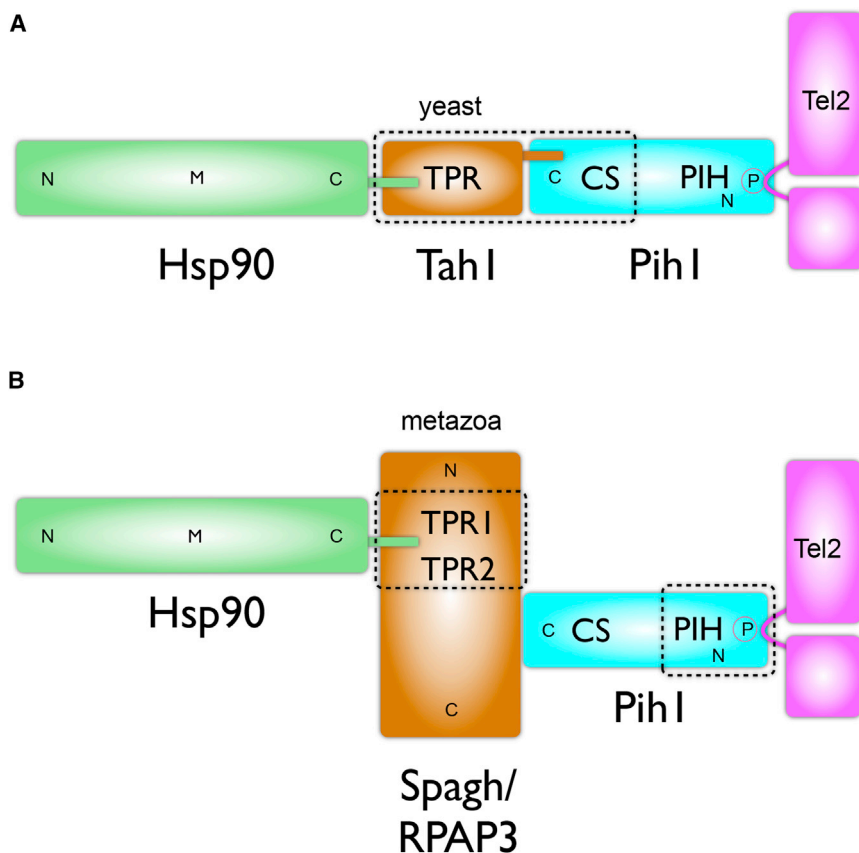 A
yeast
Tel2
N M C TPR C CS PIH P
N
Hsp90 Tah1 Pih1
B
metazoa
N
TPR1
N M C
TPR2
Tel2
Hsp90
C CS PIH P
N
Pih1
C
Spagh/
RPAP3